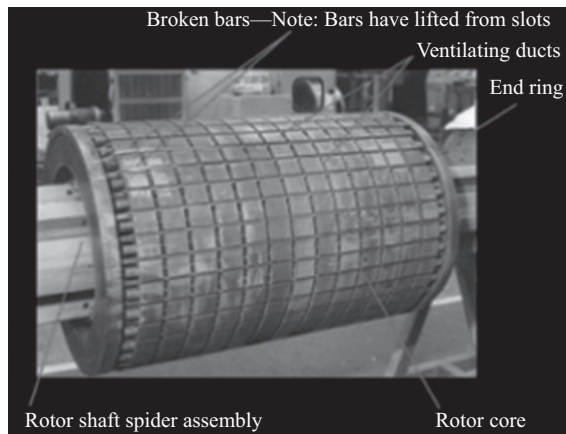 Broken bars—Note: Bars have lifted from slots
Ventilating ducts
End ring
Rotor shaft spider assembly
Rotor core